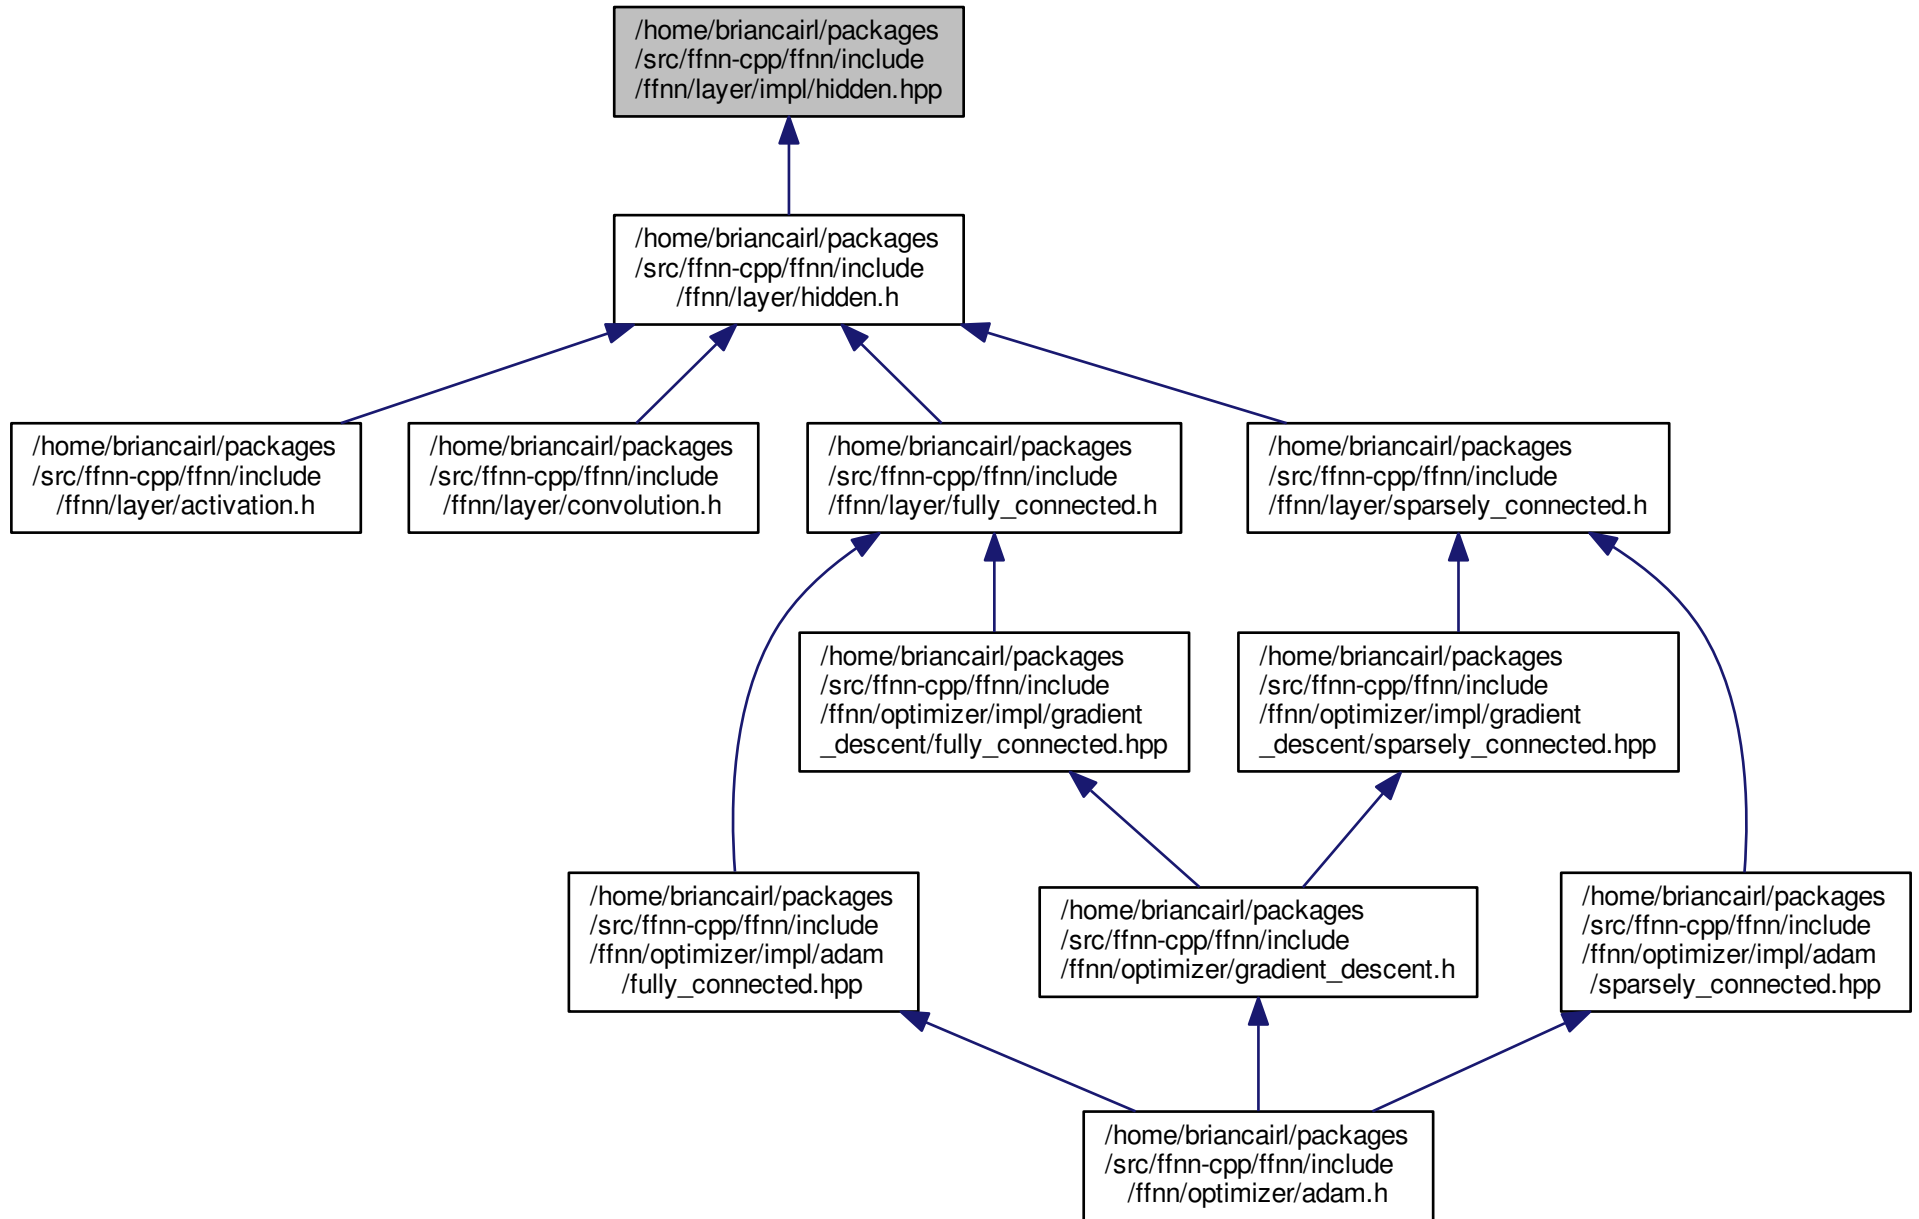 /home/briancairl/packages
/src/ffnn-cpp/ffnn/include
/ffnn/layer/impl/hidden.hpp
/home/briancairl/packages
/src/ffnn-cpp/ffnn/include
/ffnn/layer/hidden.h
/home/briancairl/packages
/src/ffnn-cpp/ffnn/include
/ffnn/layer/activation.h
/home/briancairl/packages
/src/ffnn-cpp/ffnn/include
/ffnn/layer/convolution.h
/home/briancairl/packages
/src/ffnn-cpp/ffnn/include
/ffnn/layer/fully_connected.h
/home/briancairl/packages
/src/ffnn-cpp/ffnn/include
/ffnn/layer/sparsely_connected.h
/home/briancairl/packages
/src/ffnn-cpp/ffnn/include
/ffnn/optimizer/impl/gradient
_descent/fully_connected.hpp
/home/briancairl/packages
/src/ffnn-cpp/ffnn/include
/ffnn/optimizer/impl/gradient
_descent/sparsely_connected.hpp
/home/briancairl/packages
/src/ffnn-cpp/ffnn/include
/ffnn/optimizer/impl/adam
/fully_connected.hpp
/home/briancairl/packages
/src/ffnn-cpp/ffnn/include
/ffnn/optimizer/gradient_descent.h
/home/briancairl/packages
/src/ffnn-cpp/ffnn/include
/ffnn/optimizer/impl/adam
/sparsely_connected.hpp
/home/briancairl/packages
/src/ffnn-cpp/ffnn/include
/ffnn/optimizer/adam.h